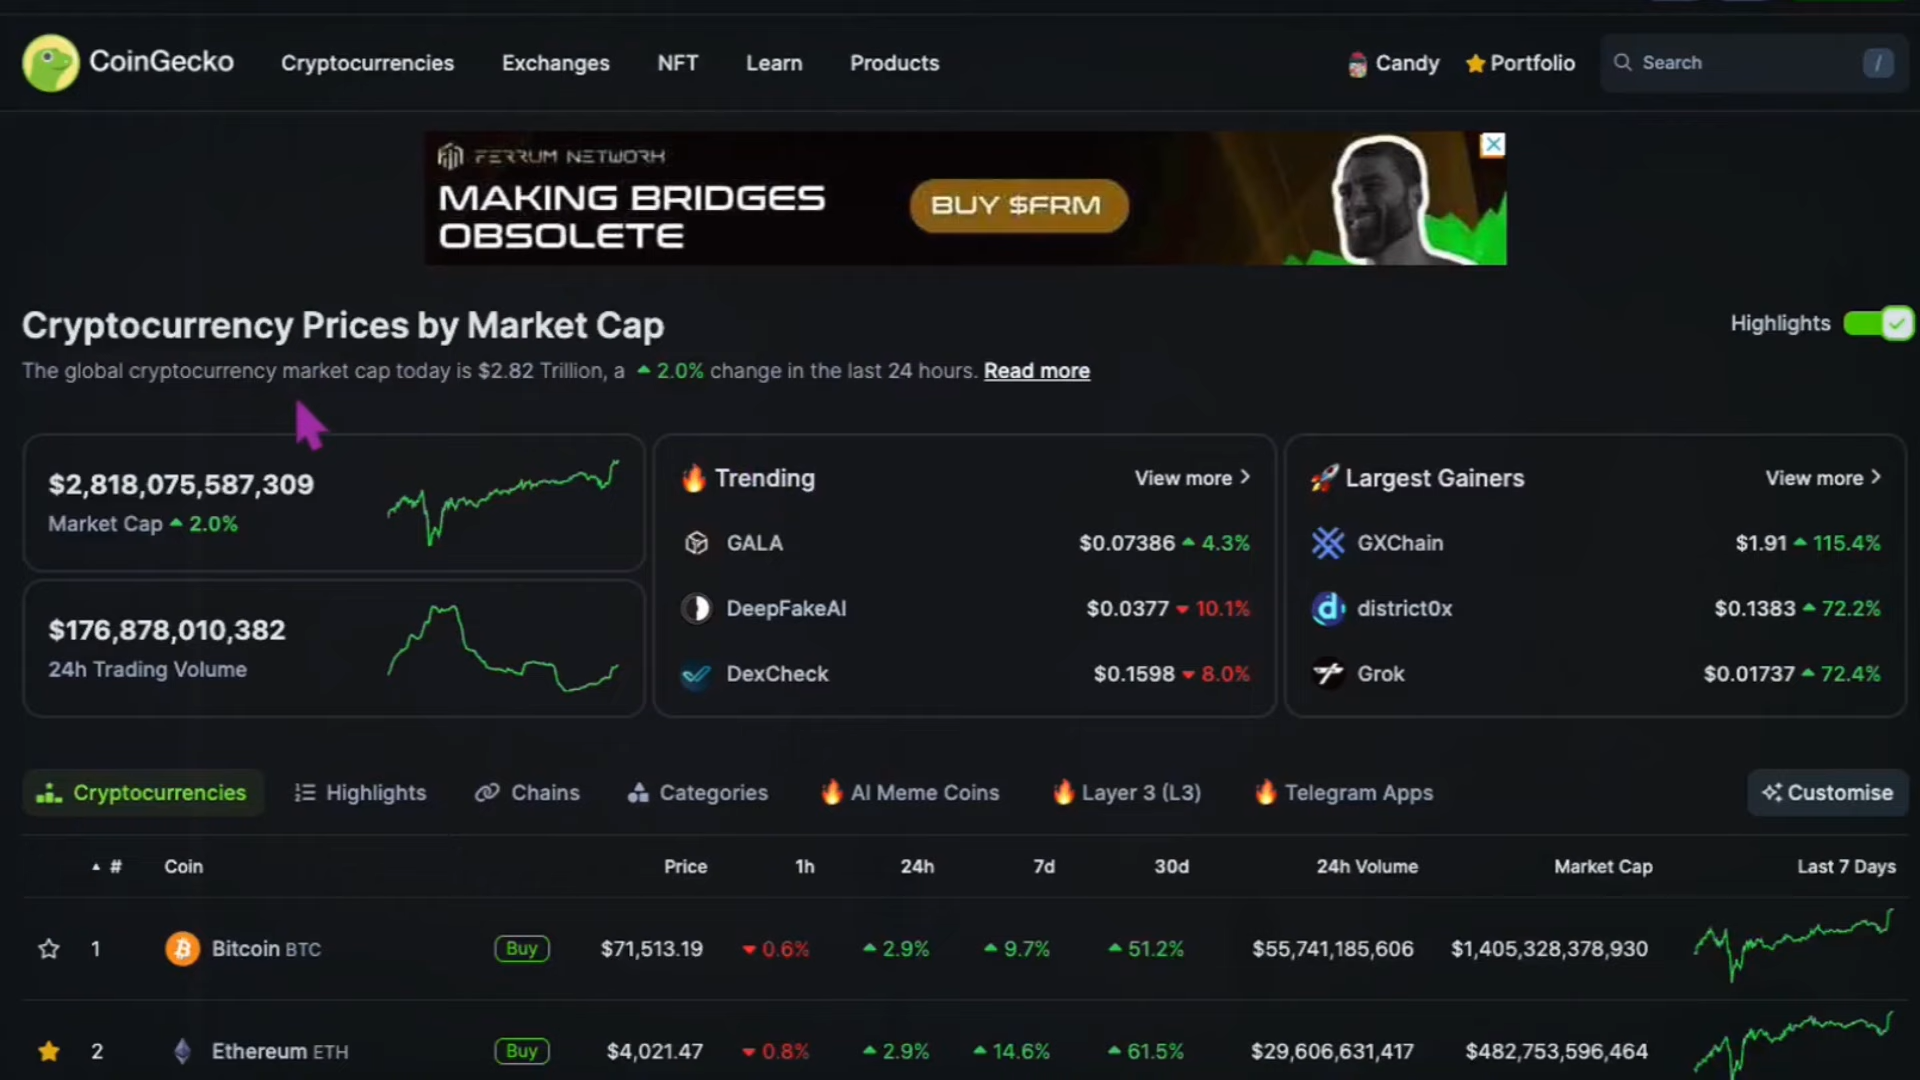 CoinGecko Cryptocurrencies Exchanges NFT Learn Products Candy Portfolio Search /
FERRUM NETWORK
MAKING BRIDGES
OBSOLETE
BUY $FRM
Cryptocurrency Prices by Market Cap
Highlights
The global cryptocurrency market cap today is $2.82 Trillion, a 2.0% change in the last 24 hours. Read more
$2,818,075,587,309
Market Cap 2.0%
$176,878,010,382
24h Trading Volume
Trending View more
GALA $0.07386 4.3%
DeepFakeAI $0.0377 10.1%
DexCheck $0.1598 8.0%
Largest Gainers View more
GXChain $1.91 115.4%
district0x $0.1383 72.2%
Grok $0.01737 72.4%
Cryptocurrencies Highlights Chains Categories AI Meme Coins Layer 3 (L3) Telegram Apps Customise
# Coin Price 1h 24h 7d 30d 24h Volume Market Cap Last 7 Days
1 Bitcoin BTC Buy $71,513.19 0.6% 2.9% 9.7% 51.2% $55,741,185,606 $1,405,328,378,930
2 Ethereum ETH Buy $4,021.47 0.8% 2.9% 14.6% 61.5% $29,606,631,417 $482,753,596,464